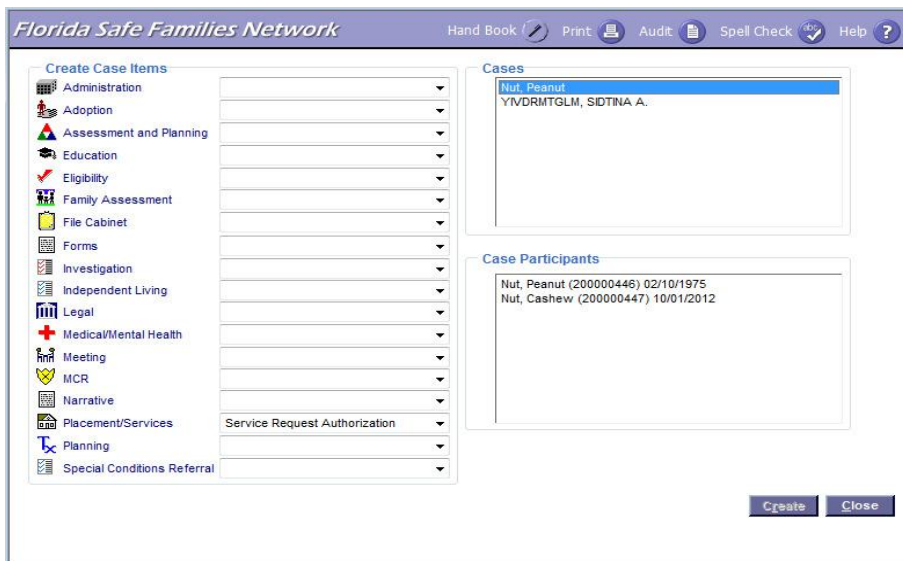 Florida Safe Families Network
Hand Book Print Audit Spell Check abc Help ?
Create Case Items
Administration
Adoption
Assessment and Planning
Education
Eligibility
Family Assessment
File Cabinet
Forms
Investigation
Independent Living
Legal
Medical/Mental Health
Meeting
MCR
Narrative
Placement/Services Service Request Authorization
Tx Planning
Special Conditions Referral
Cases
Nut, Peanut
YIVDRMTGLM, SIDTINA A.
Case Participants
Nut, Peanut (200000446) 02/10/1975
Nut, Cashew (200000447) 10/01/2012
Create Close